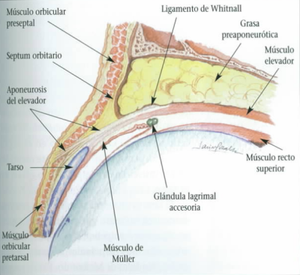 Músculo orbicular
preseptal
Ligamento de Whitnall
Grasa
preaponeurótica
Músculo
elevador
Septum orbitario
Aponeurosis
del elevador
Tarso
Músculo recto
superior
Glándula lagrimal
accesoria
Músculo
orbicular
pretarsal
Músculo de
Müller